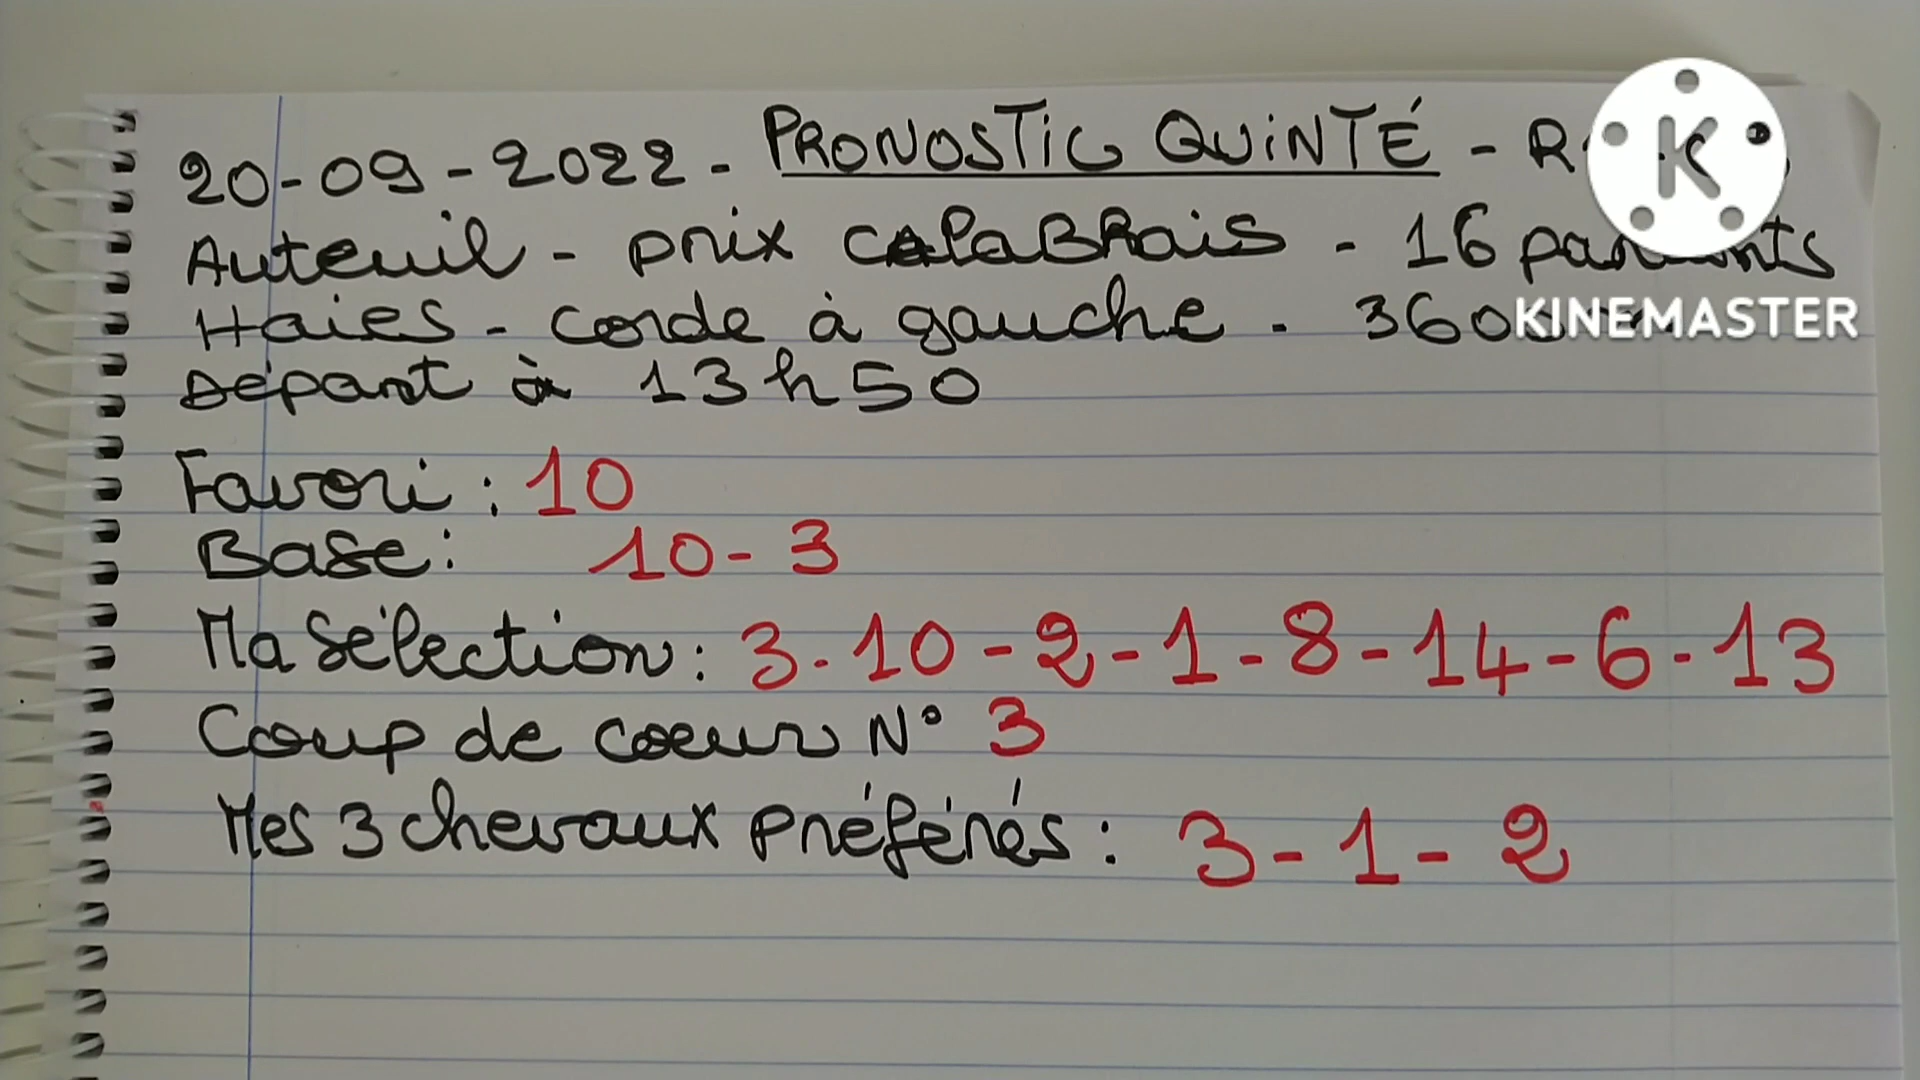 20-09-2022 - PRONOSTIC QUiNTÉ -
Auteuil - prix CAlaBRais - 16 partants
Haies - corde à gauche - 3600m
Départ à 13h50
Favori : 10
Base : 10 - 3
Ma sélection : 3 - 10 - 2 - 1 - 8 - 14 - 6 - 13
Coup de coeur N° 3
Mes 3 chevaux préférés : 3 - 1 - 2
K
KINEMASTER